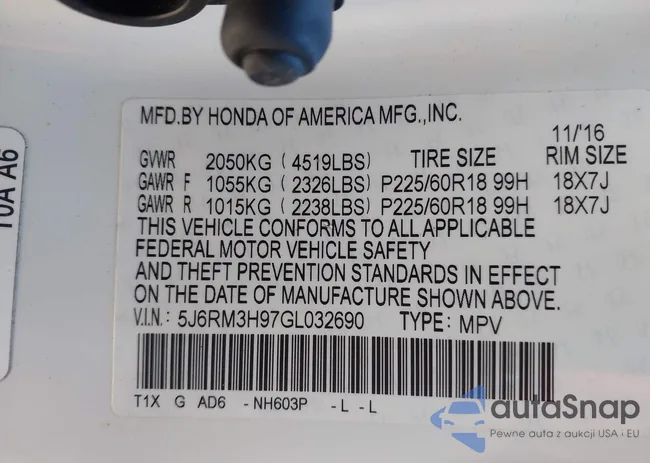 MFD.BY HONDA OF AMERICA MFG.,INC.
11/'16
GVWR 2050KG ( 4519LBS) TIRE SIZE RIM SIZE
GAWR F 1055KG ( 2326LBS) P225/60R18 99H 18X7J
GAWR R 1015KG ( 2238LBS) P225/60R18 99H 18X7J
THIS VEHICLE CONFORMS TO ALL APPLICABLE
FEDERAL MOTOR VEHICLE SAFETY
AND THEFT PREVENTION STANDARDS IN EFFECT
ON THE DATE OF MANUFACTURE SHOWN ABOVE.
V.I.N.: 5J6RM3H97GL032690 TYPE: MPV
T1X G AD6 -NH603P -L -L
T0A A6
autaSnap
Pewne auta z aukcji USA i EU